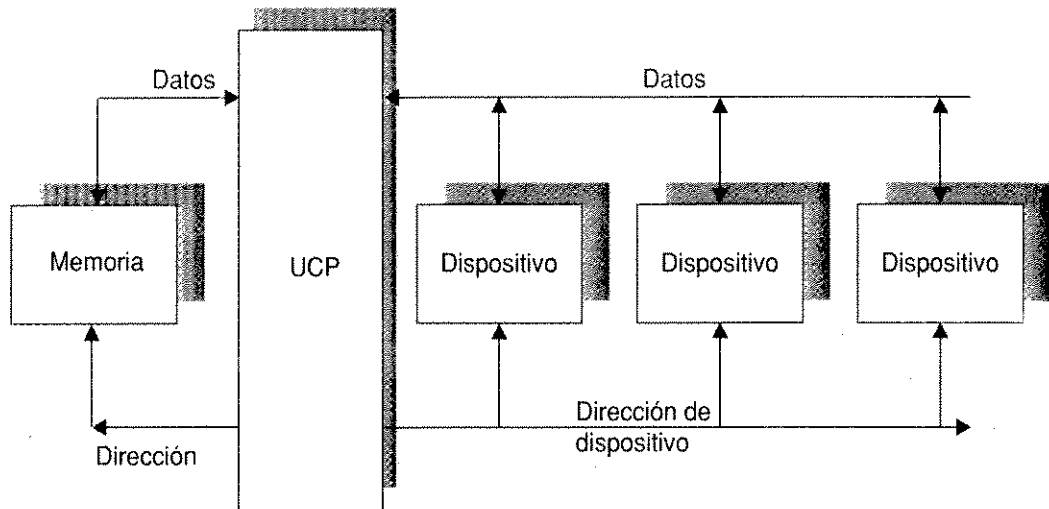 Datos
Datos
Memoria
UCP
Dispositivo
Dispositivo
Dispositivo
Dirección
Dirección de
dispositivo